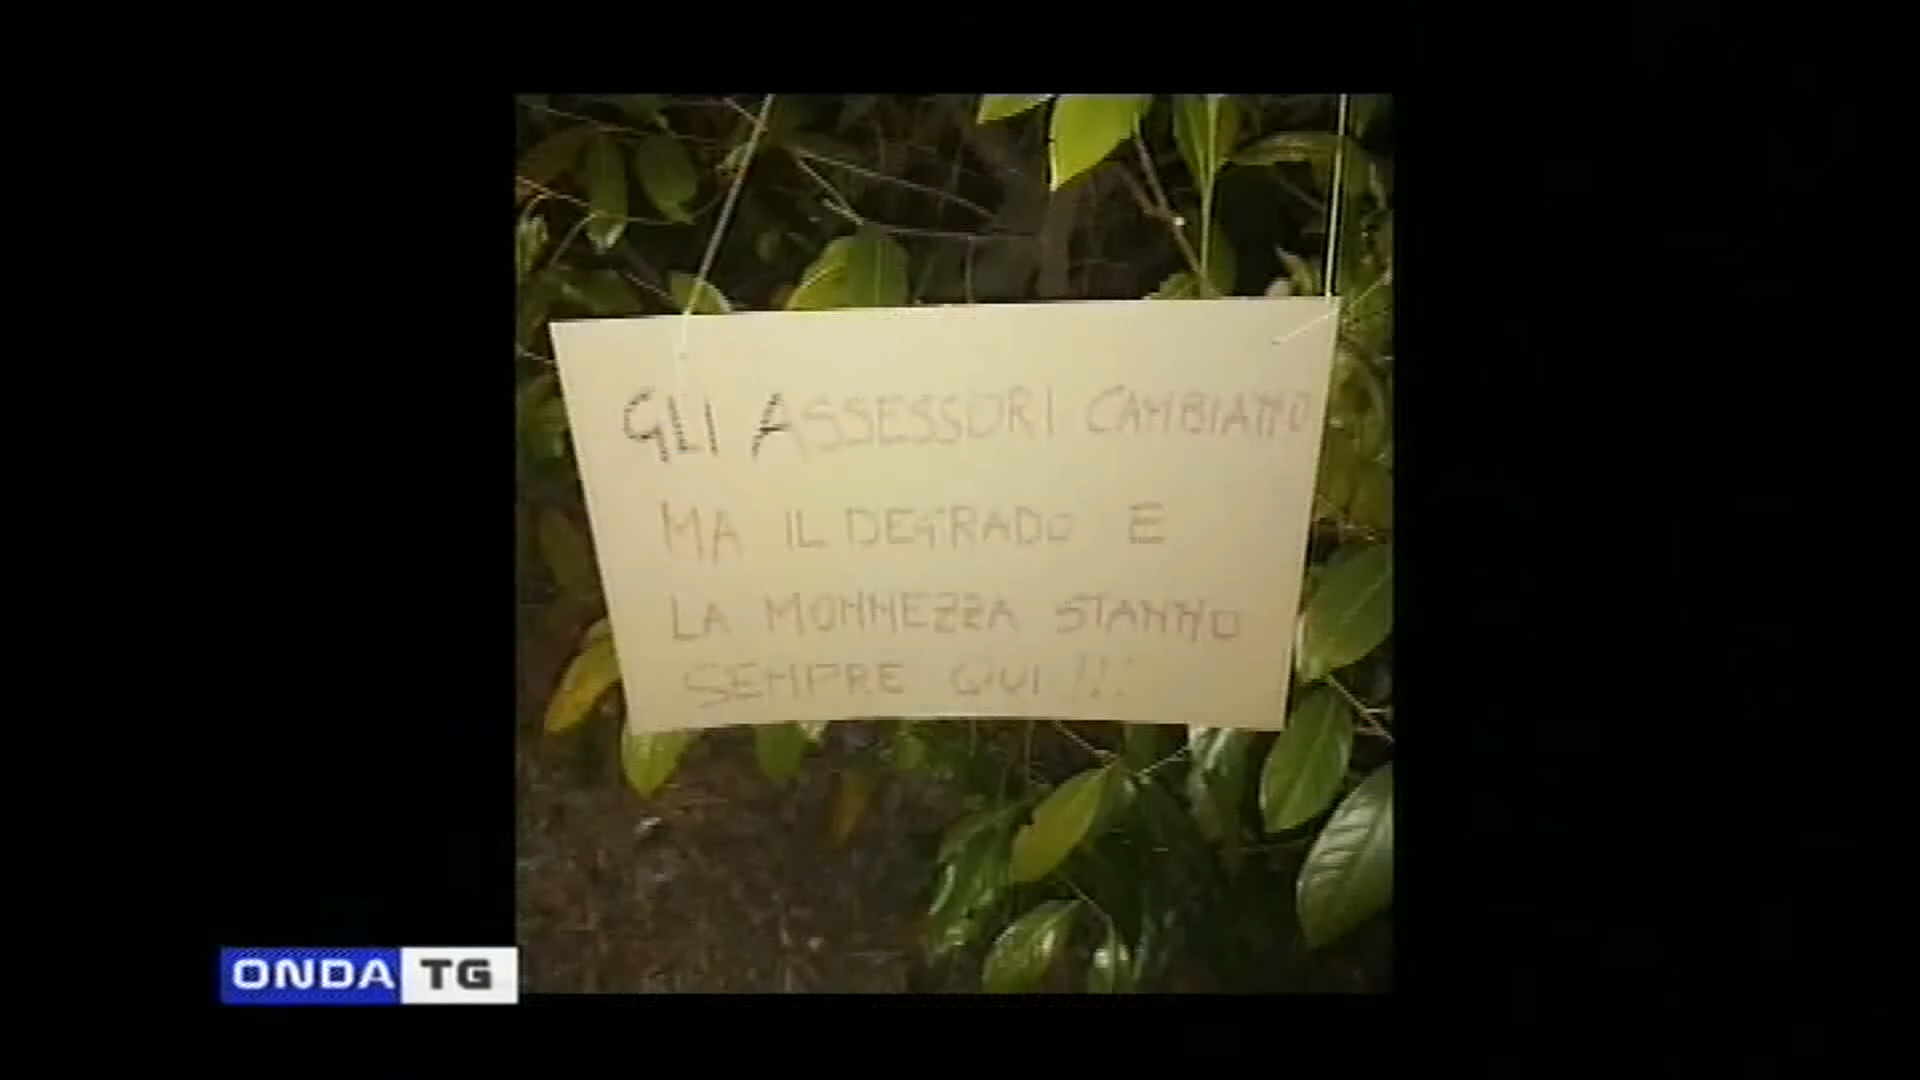 GLI ASSESSORI CAMBIANO
MA IL DEGRADO E
LA MONNEZZA STANNO
SEMPRE QUI!!!
ONDA TG